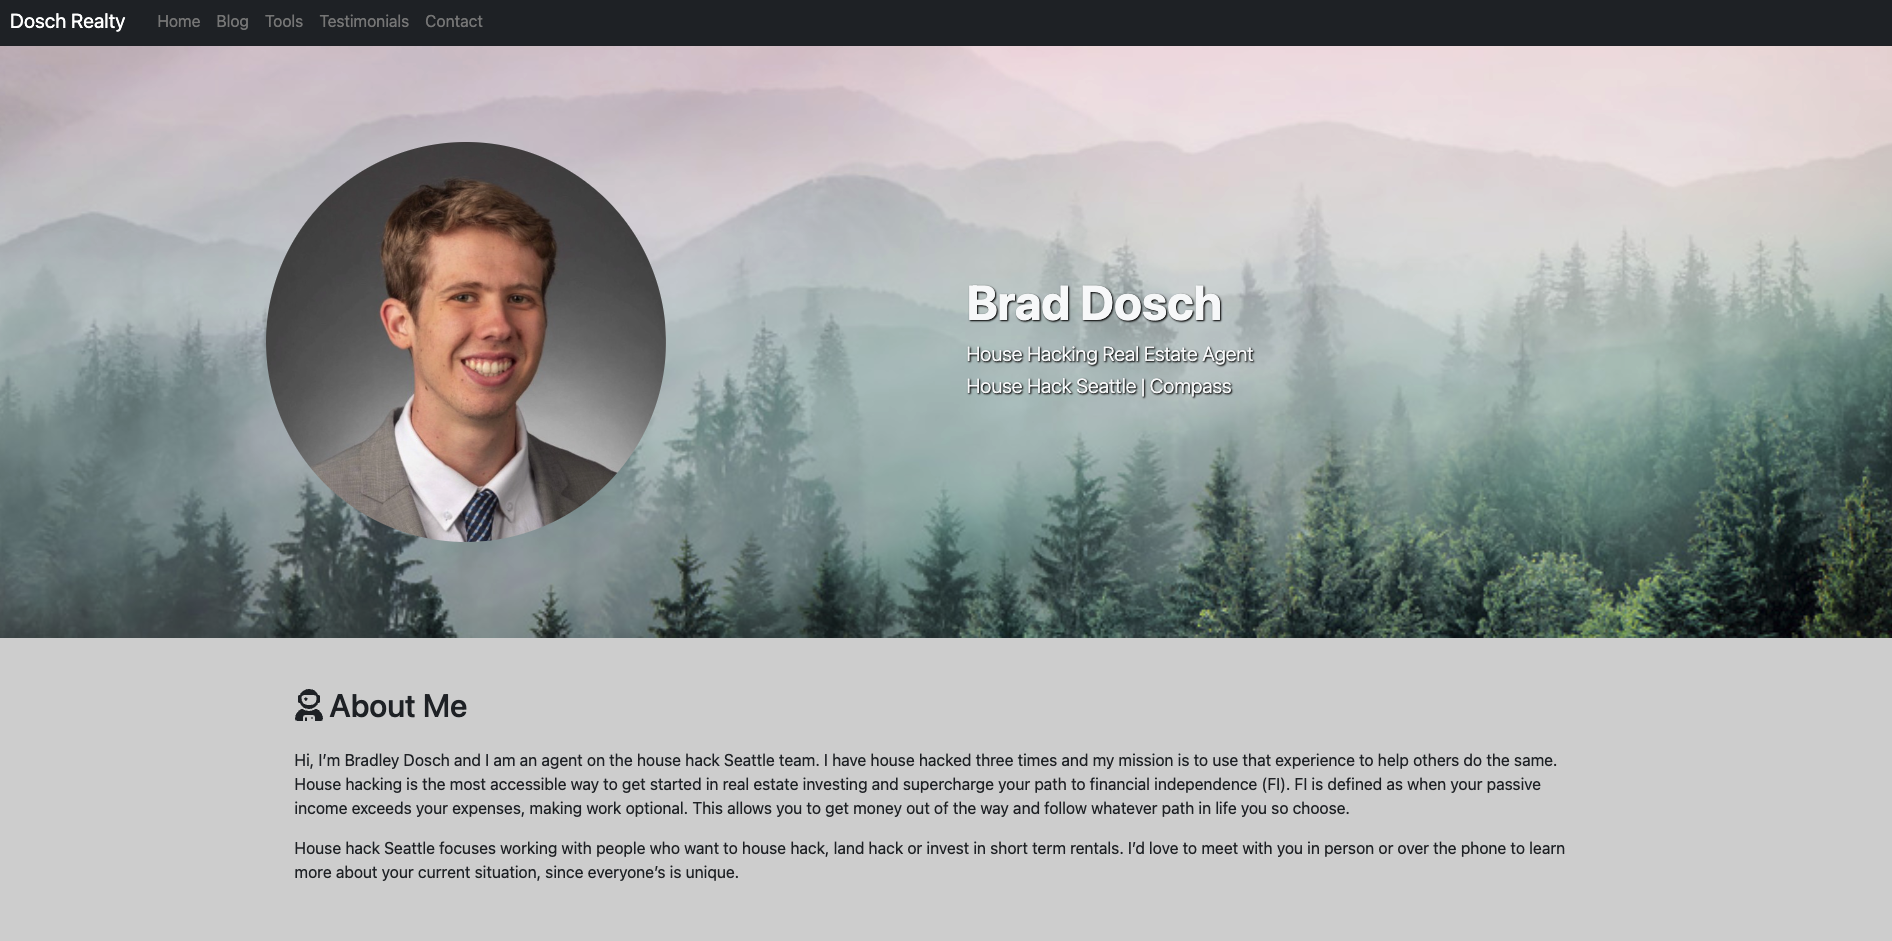 Dosch Realty Home Blog Tools Testimonials Contact
Brad Dosch
House Hacking Real Estate Agent
House Hack Seattle | Compass
About Me
Hi, I’m Bradley Dosch and I am an agent on the house hack Seattle team. I have house hacked three times and my mission is to use that experience to help others do the same.
House hacking is the most accessible way to get started in real estate investing and supercharge your path to financial independence (FI). FI is defined as when your passive
income exceeds your expenses, making work optional. This allows you to get money out of the way and follow whatever path in life you so choose.
House hack Seattle focuses working with people who want to house hack, land hack or invest in short term rentals. I’d love to meet with you in person or over the phone to learn
more about your current situation, since everyone’s is unique.